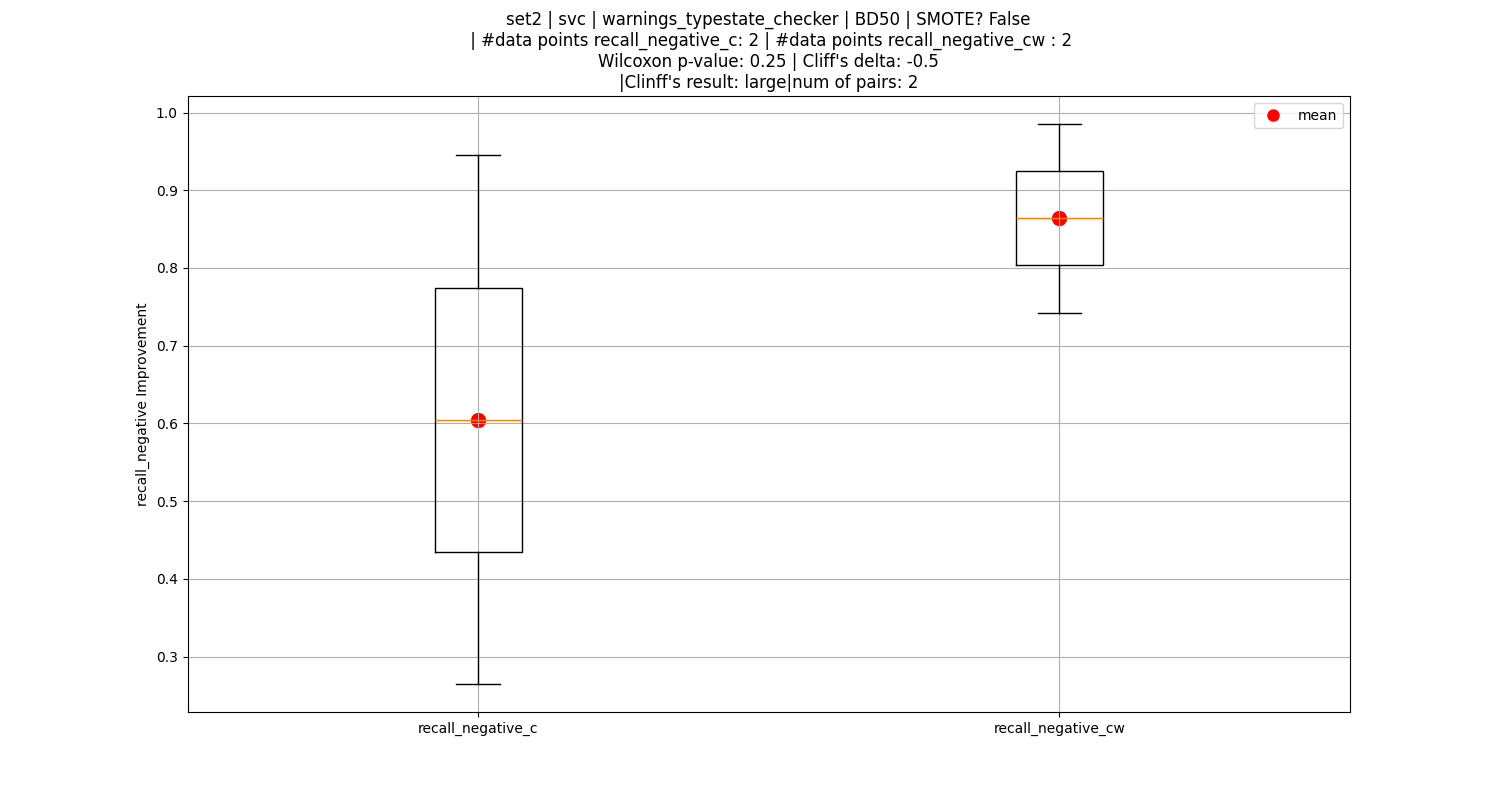 set2 | svc | warnings_typestate_checker | BD50 | SMOTE? False
| #data points recall_negative_c: 2 | #data points recall_negative_cw : 2
Wilcoxon p-value: 0.25 | Cliff's delta: -0.5
|Clinff's result: large|num of pairs: 2
mean
1.0
0.9
0.8
0.7
0.6
0.5
0.4
0.3
recall_negative Improvement
recall_negative_c
recall_negative_cw